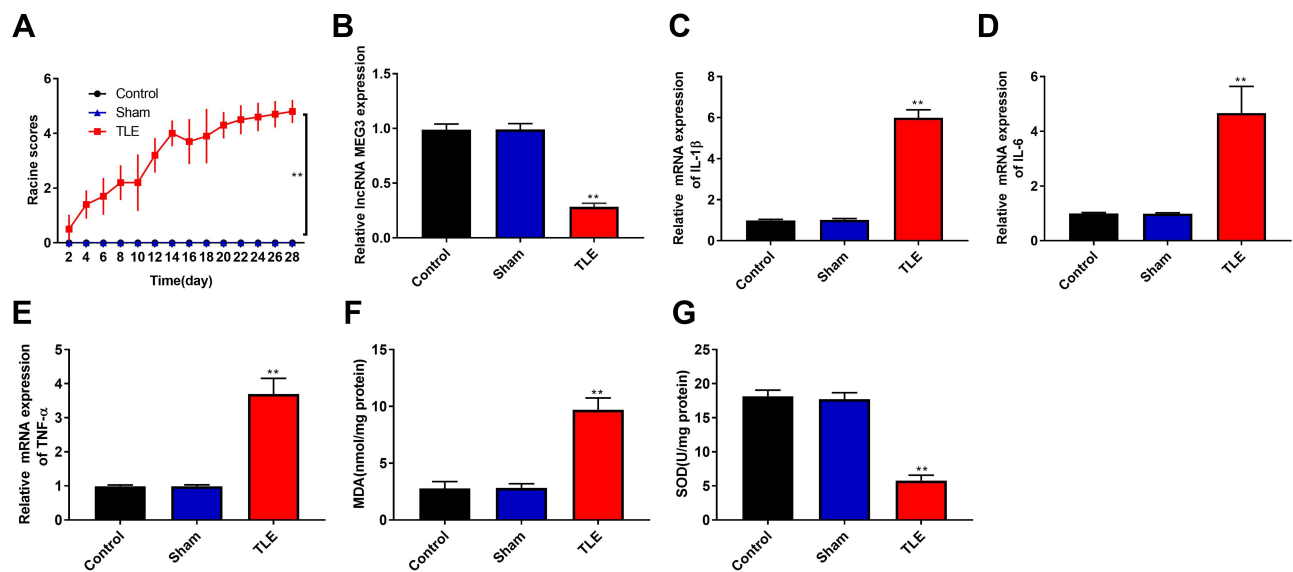 A
6
4
2
0
Racine scores
Control
Sham
TLE
**
2 4 6 8 10 12 14 16 18 20 22 24 26 28
Time(day)
B
Relative lncRNA MEG3 expression
1.5
1.0
0.5
0.0
**
Control Sham TLE
C
Relative mRNA expression
of IL-1β
8
6
4
2
0
**
Control Sham TLE
D
Relative mRNA expression
of IL-6
6
4
2
0
**
Control Sham TLE
E
Relative mRNA expression
of TNF-α
5
4
3
2
1
0
**
Control Sham TLE
F
MDA(nmol/mg protein)
15
10
5
0
**
Control Sham TLE
G
SOD(U/mg protein)
25
20
15
10
5
0
**
Control Sham TLE